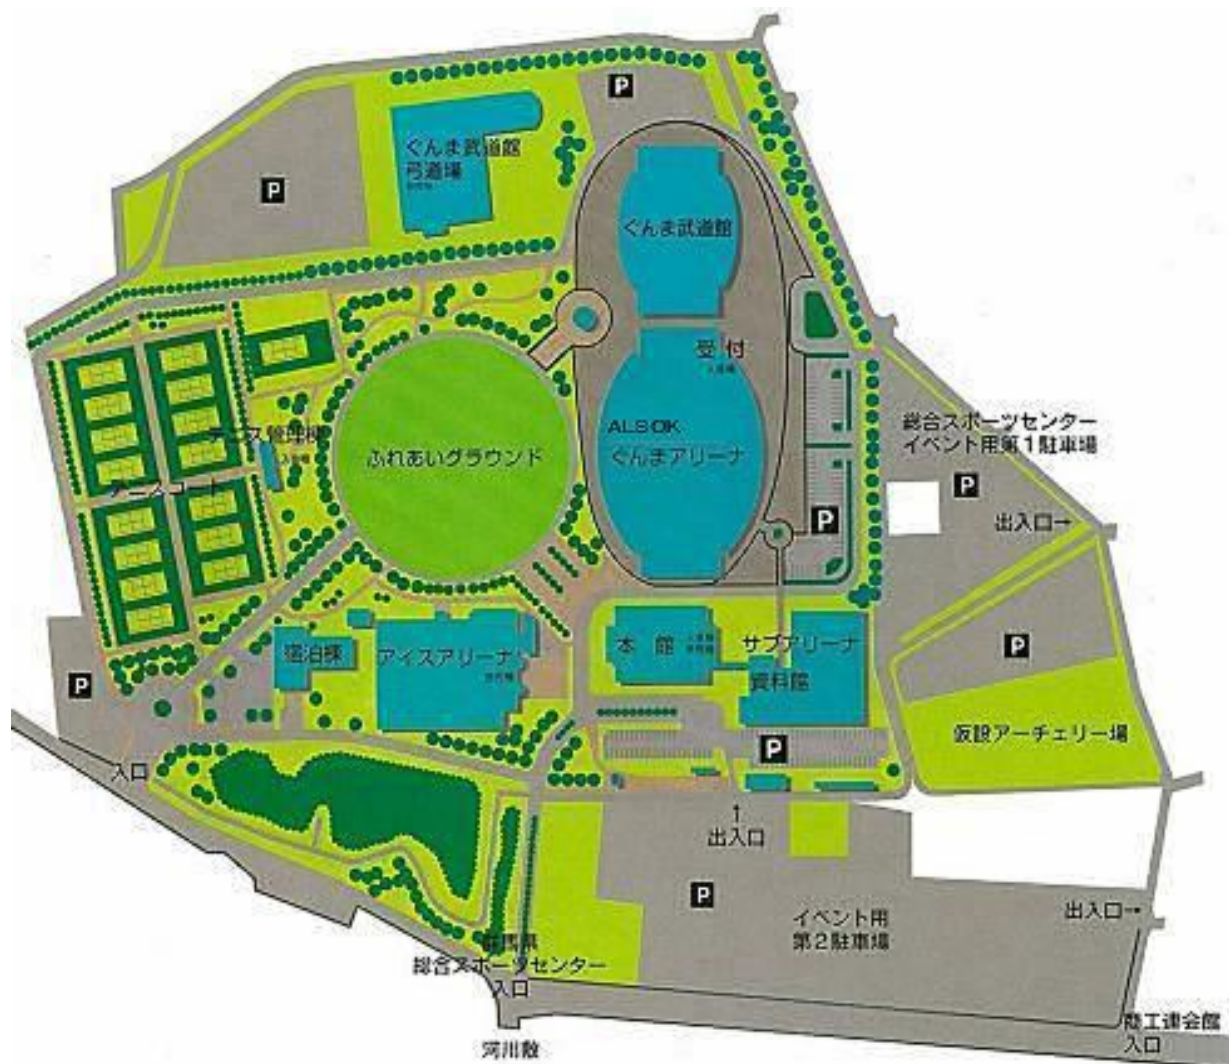 P
ぐんま武道館
弓道場
P
ぐんま武道館
受付
総合スポーツセンター
イベント用第1駐車場
ALSOK
ぐんまアリーナ
テニス管理棟
ふれあいグラウンド
テニスコート
P
P
出入口→
本館
サブアリーナ
資料館
宿泊棟
アイスアリーナ
P
P
仮設アーチェリー場
P
入口
↑
出入口
P
イベント用
第2駐車場
出入口→
群馬県
総合スポーツセンター
入口
河川敷
商工連会館
入口